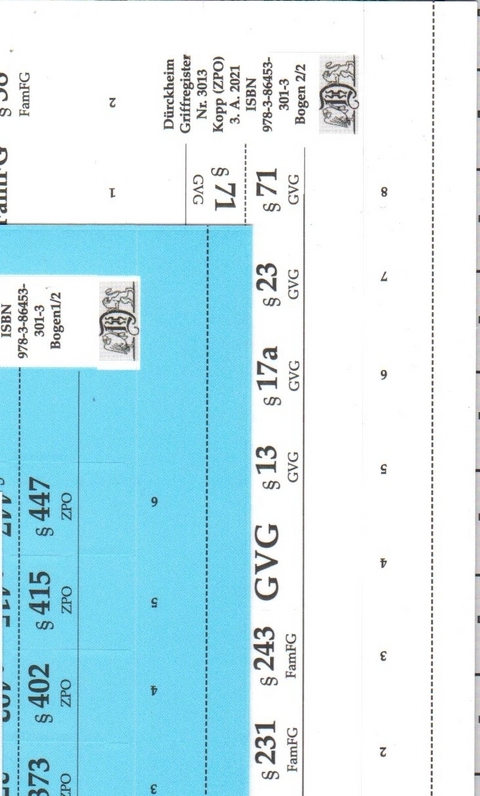 § 58
FamFG
FamFG
2
1
Dürckheim
Griffregister
Nr. 3013
Kopp (ZPO)
3. A. 2021
ISBN
978-3-86453-
301-3
Bogen 2/2
§ 71
GVG
§ 71
GVG
8
§ 23
GVG
7
§ 17a
GVG
6
§ 13
GVG
5
GVG
4
§ 243
FamFG
3
§ 231
FamFG
2
ISBN
978-3-86453-
301-3
Bogen1/2
§ 447
ZPO
6
§ 415
ZPO
5
§ 402
ZPO
4
373
ZPO
3